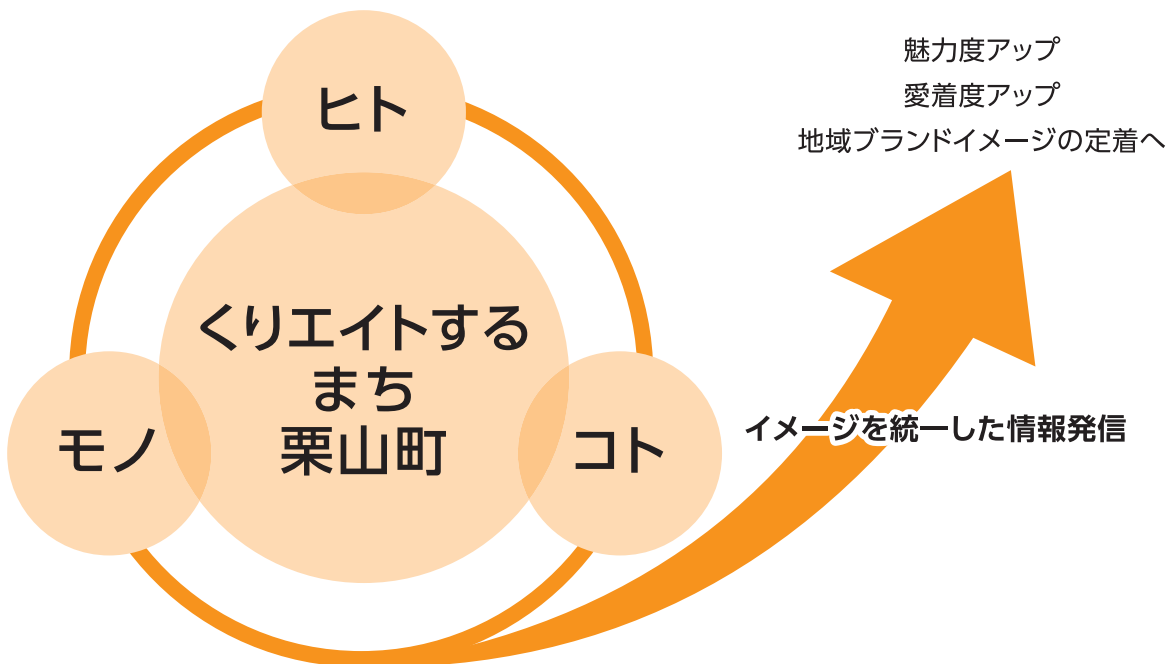 ヒト
くりエイトする
まち
栗山町
モノ
コト
魅力度アップ
愛着度アップ
地域ブランドイメージの定着へ
イメージを統一した情報発信